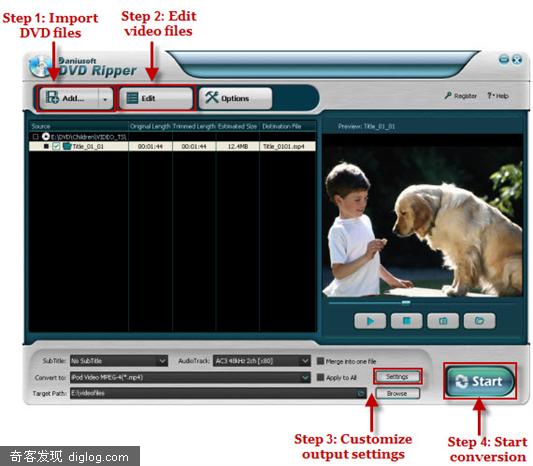 Step 1: Import
DVD files
Step 2: Edit
video files
Daniusoft
DVD Ripper
Add...
Edit
Options
Register
Help
Source
Original Length
Trimmed Length
Estimated Size
Distination File
E:\DVD\Children\VIDEO_TS\
Title_01_01
00:01:44
00:01:44
12.4MB
Title_0101.mp4
Preview: Title_01_01
SubTitle:
No SubTitle
AudioTrack:
AC3 48kHz 2ch [x80]
Merge into one file
Convert to:
iPod Video MPEG-4(*.mp4)
Apply to All
Settings
Target Path:
E:\videofiles
Browse
Start
Step 3: Customize
output settings
Step 4: Start
conversion
奇客发现 diglog.com